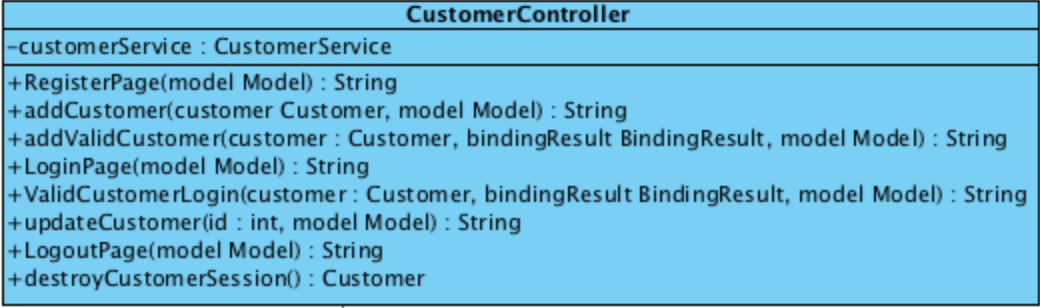 CustomerController
-customerService : CustomerService
+RegisterPage(model Model) : String
+addCustomer(customer Customer, model Model) : String
+addValidCustomer(customer : Customer, bindingResult BindingResult, model Model) : String
+LoginPage(model Model) : String
+ValidCustomerLogin(customer : Customer, bindingResult BindingResult, model Model) : String
+updateCustomer(id : int, model Model) : String
+LogoutPage(model Model) : String
+destroyCustomerSession() : Customer